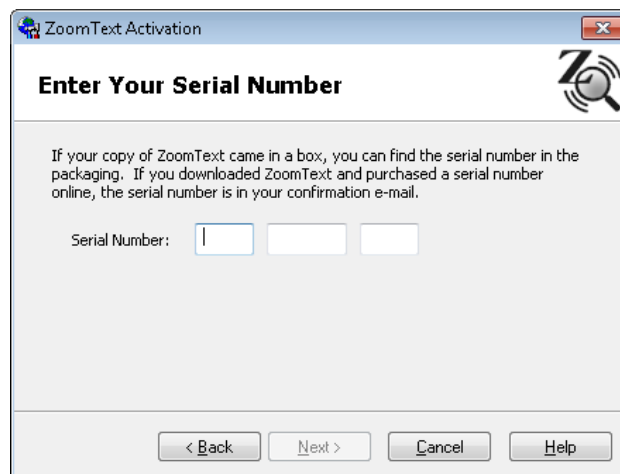 ZoomText Activation
Enter Your Serial Number
If your copy of ZoomText came in a box, you can find the serial number in the
packaging.  If you downloaded ZoomText and purchased a serial number
online, the serial number is in your confirmation e-mail.
Serial Number:
< Back Next > Cancel Help